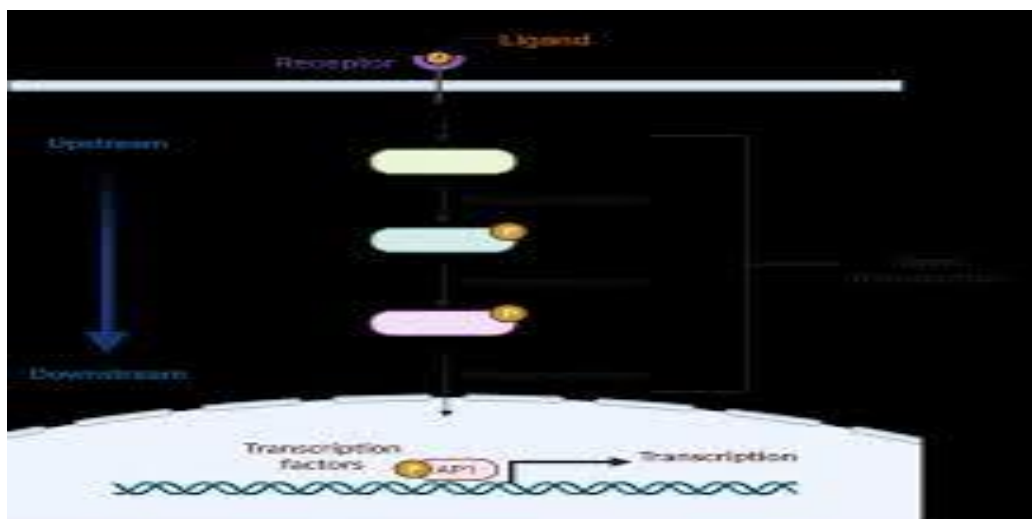 Ligand
Receptor
Upstream
P
P
Downstream
Transcription
factors
AP1
Transcription